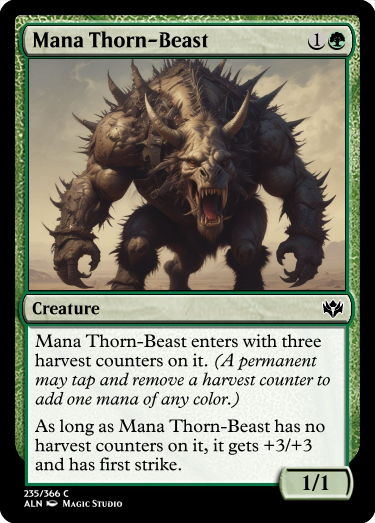 Mana Thorn-Beast 1
Creature
Mana Thorn-Beast enters with three
harvest counters on it. (A permanent
may tap and remove a harvest counter to
add one mana of any color.)
As long as Mana Thorn-Beast has no
harvest counters on it, it gets +3/+3
and has first strike.
1/1
235/366 C
ALN Magic Studio